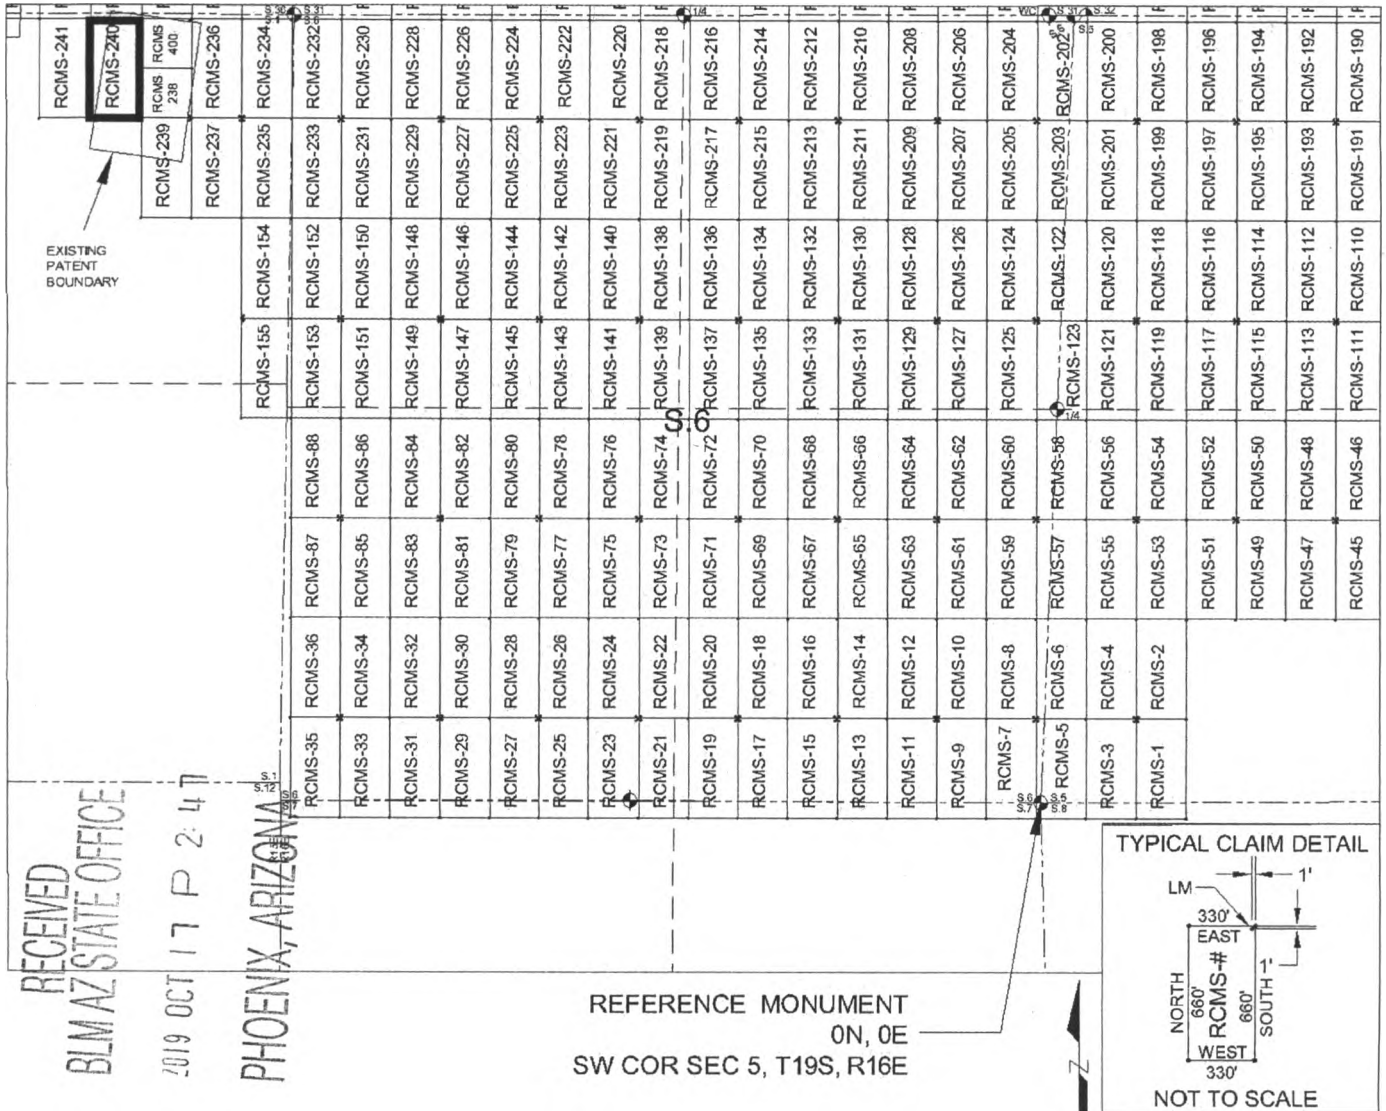 S.36 S.31
S.1 S.6
1/4
WC S.31 S.32
S.6 S.5
RCMS-241
RCMS-240
RCMS 400
RCMS 238
RCMS-236
RCMS-234
RCMS-232
RCMS-230
RCMS-228
RCMS-226
RCMS-224
RCMS-222
RCMS-220
RCMS-218
RCMS-216
RCMS-214
RCMS-212
RCMS-210
RCMS-208
RCMS-206
RCMS-204
RCMS-202
RCMS-200
RCMS-198
RCMS-196
RCMS-194
RCMS-192
RCMS-190
RCMS-239
RCMS-237
RCMS-235
RCMS-233
RCMS-231
RCMS-229
RCMS-227
RCMS-225
RCMS-223
RCMS-221
RCMS-219
RCMS-217
RCMS-215
RCMS-213
RCMS-211
RCMS-209
RCMS-207
RCMS-205
RCMS-203
RCMS-201
RCMS-199
RCMS-197
RCMS-195
RCMS-193
RCMS-191
EXISTING
PATENT
BOUNDARY
RCMS-154
RCMS-152
RCMS-150
RCMS-148
RCMS-146
RCMS-144
RCMS-142
RCMS-140
RCMS-138
RCMS-136
RCMS-134
RCMS-132
RCMS-130
RCMS-128
RCMS-126
RCMS-124
RCMS-122
RCMS-120
RCMS-118
RCMS-116
RCMS-114
RCMS-112
RCMS-110
RCMS-155
RCMS-153
RCMS-151
RCMS-149
RCMS-147
RCMS-145
RCMS-143
RCMS-141
RCMS-139
RCMS-137
RCMS-135
RCMS-133
RCMS-131
RCMS-129
RCMS-127
RCMS-125
RCMS-123
RCMS-121
RCMS-119
RCMS-117
RCMS-115
RCMS-113
RCMS-111
1/4
S.6
RCMS-88
RCMS-86
RCMS-84
RCMS-82
RCMS-80
RCMS-78
RCMS-76
RCMS-74
RCMS-72
RCMS-70
RCMS-68
RCMS-66
RCMS-64
RCMS-62
RCMS-60
RCMS-58
RCMS-56
RCMS-54
RCMS-52
RCMS-50
RCMS-48
RCMS-46
RCMS-87
RCMS-85
RCMS-83
RCMS-81
RCMS-79
RCMS-77
RCMS-75
RCMS-73
RCMS-71
RCMS-69
RCMS-67
RCMS-65
RCMS-63
RCMS-61
RCMS-59
RCMS-57
RCMS-55
RCMS-53
RCMS-51
RCMS-49
RCMS-47
RCMS-45
RCMS-36
RCMS-34
RCMS-32
RCMS-30
RCMS-28
RCMS-26
RCMS-24
RCMS-22
RCMS-20
RCMS-18
RCMS-16
RCMS-14
RCMS-12
RCMS-10
RCMS-8
RCMS-6
RCMS-4
RCMS-2
RCMS-35
RCMS-33
RCMS-31
RCMS-29
RCMS-27
RCMS-25
RCMS-23
RCMS-21
RCMS-19
RCMS-17
RCMS-15
RCMS-13
RCMS-11
RCMS-9
RCMS-7
RCMS-5
RCMS-3
RCMS-1
S.1
S.12
S.6
S.7
S.6 S.5
S.7 S.8
RECEIVED
BLM AZ STATE OFFICE
2019 OCT 17 P 2:47
PHOENIX, ARIZONA
REFERENCE MONUMENT
0N, 0E
SW COR SEC 5, T19S, R16E
N
TYPICAL CLAIM DETAIL
1'
LM
330'
EAST
NORTH
660'
RCMS-#
660'
SOUTH
1'
WEST
330'
NOT TO SCALE